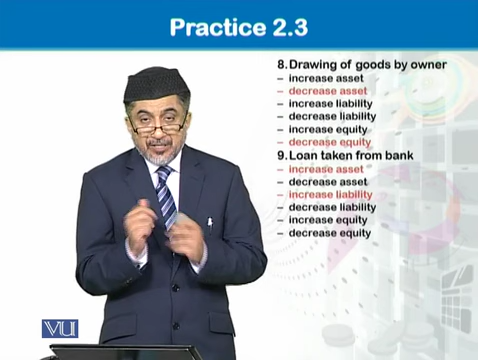 Practice 2.3
8.Drawing of goods by owner
– increase asset
– decrease asset
– increase liability
– decrease liability
– increase equity
– decrease equity
9.Loan taken from bank
– increase asset
– decrease asset
– increase liability
– decrease liability
– increase equity
– decrease equity
VU